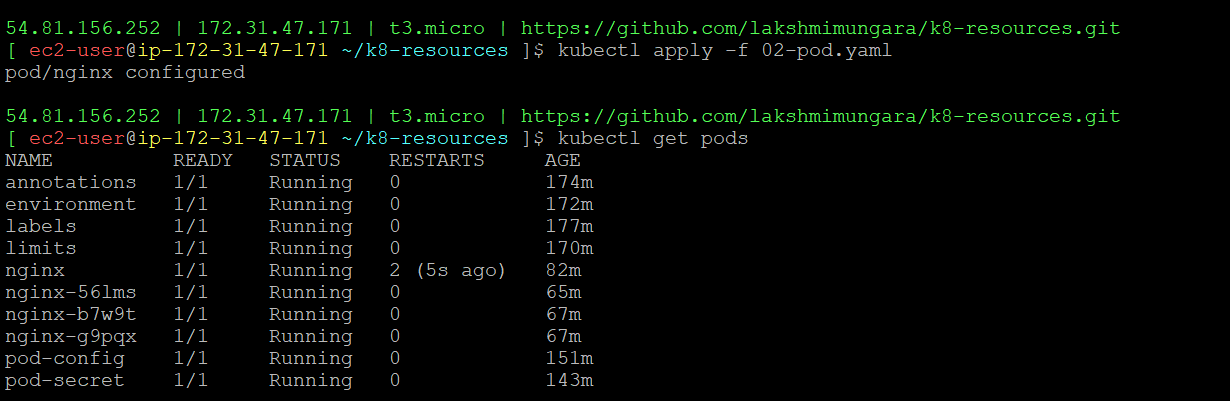 54.81.156.252 | 172.31.47.171 | t3.micro | https://github.com/lakshmimungara/k8-resources.git
[ ec2-user@ip-172-31-47-171 ~/k8-resources ]$ kubectl apply -f 02-pod.yaml
pod/nginx configured
54.81.156.252 | 172.31.47.171 | t3.micro | https://github.com/lakshmimungara/k8-resources.git
[ ec2-user@ip-172-31-47-171 ~/k8-resources ]$ kubectl get pods
NAME READY STATUS RESTARTS AGE
annotations 1/1 Running 0 174m
environment 1/1 Running 0 172m
labels 1/1 Running 0 177m
limits 1/1 Running 0 170m
nginx 1/1 Running 2 (5s ago) 82m
nginx-56lms 1/1 Running 0 65m
nginx-b7w9t 1/1 Running 0 67m
nginx-g9pqx 1/1 Running 0 67m
pod-config 1/1 Running 0 151m
pod-secret 1/1 Running 0 143m